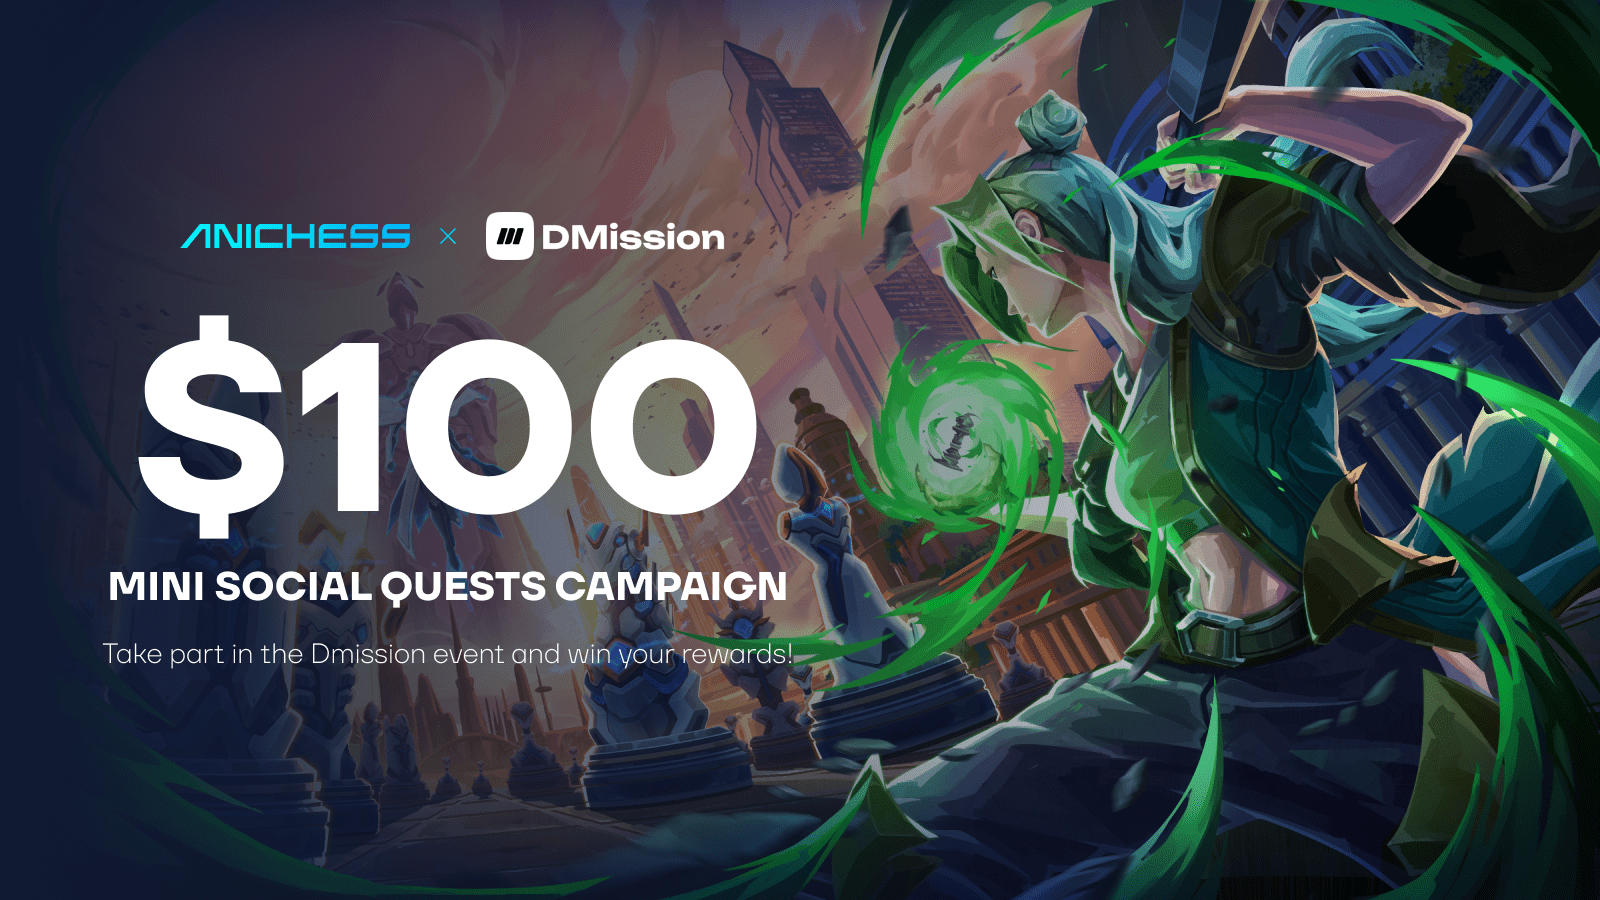 ANICHESS × DMission
$100
MINI SOCIAL QUESTS CAMPAIGN
Take part in the Dmission event and win your rewards!